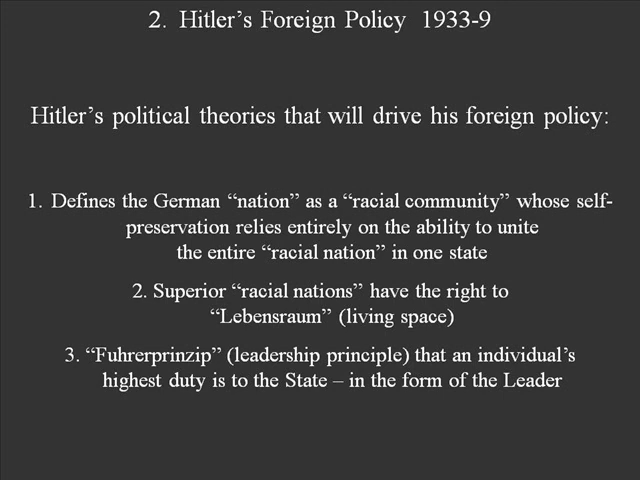 2. Hitler’s Foreign Policy 1933-9
Hitler’s political theories that will drive his foreign policy:
1. Defines the German “nation” as a “racial community” whose self-
preservation relies entirely on the ability to unite
the entire “racial nation” in one state
2. Superior “racial nations” have the right to
“Lebensraum” (living space)
3. “Fuhrerprinzip” (leadership principle) that an individual’s
highest duty is to the State – in the form of the Leader